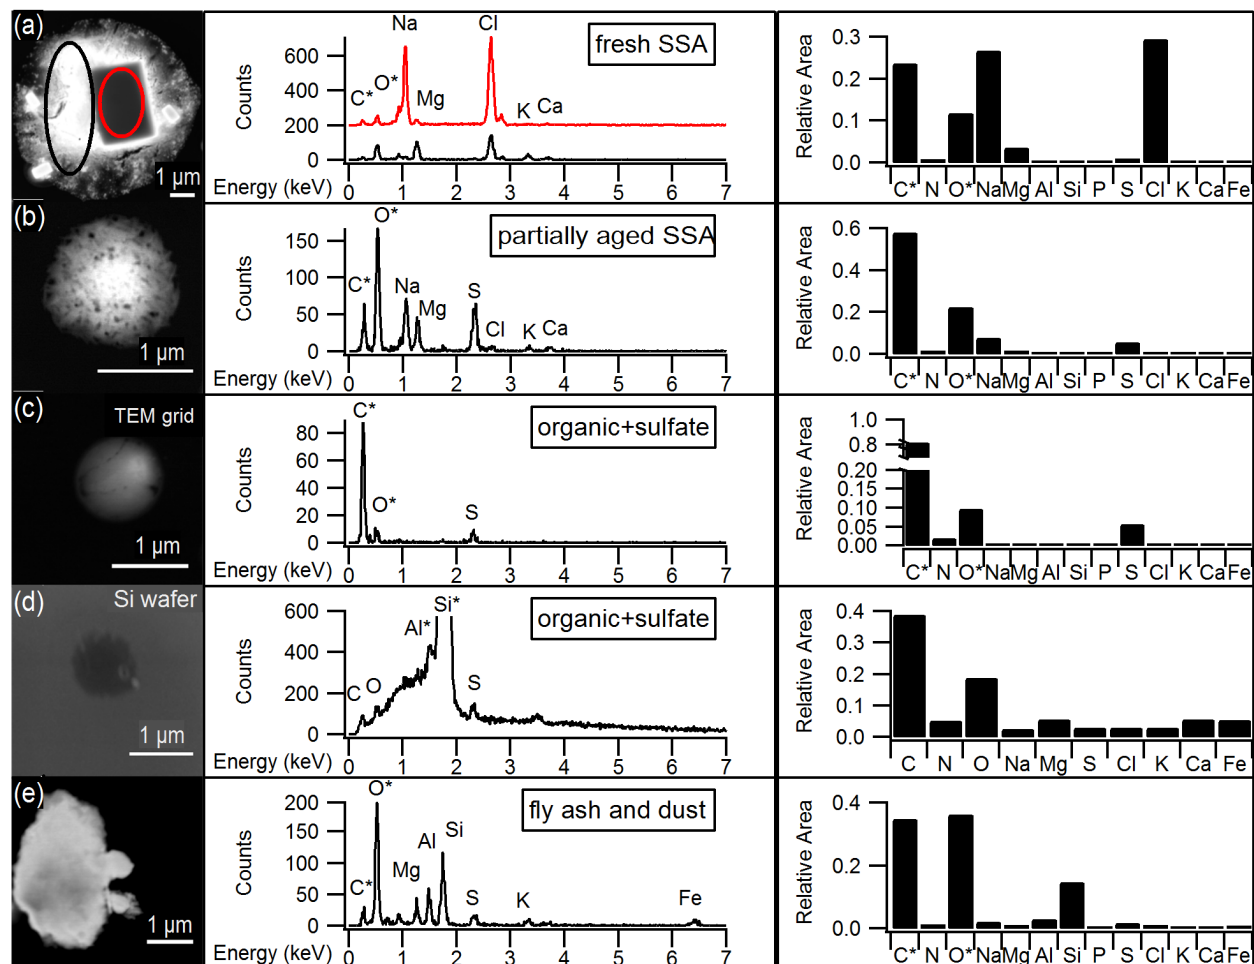 (a)
1 µm
Counts
600
400
200
0
C*
O*
Na
Mg
Cl
K
Ca
fresh SSA
Energy (keV)
0 1 2 3 4 5 6 7
Relative Area
0.3
0.2
0.1
0.0
C* N O* Na Mg Al Si P S Cl K Ca Fe
(b)
1 µm
Counts
150
100
50
0
C*
O*
Na
Mg
S
Cl
K
Ca
partially aged SSA
Energy (keV)
0 1 2 3 4 5 6 7
Relative Area
0.6
0.4
0.2
0.0
C* N O* Na Mg Al Si P S Cl K Ca Fe
(c)
TEM grid
1 µm
Counts
80
60
40
20
0
C*
O*
S
organic+sulfate
Energy (keV)
0 1 2 3 4 5 6 7
Relative Area
1.0
0.8
0.20
0.15
0.10
0.05
0.00
C* N O* Na Mg Al Si P S Cl K Ca Fe
(d)
Si wafer
1 µm
Counts
600
400
200
0
C
O
Al*
Si*
S
organic+sulfate
Energy (keV)
0 1 2 3 4 5 6 7
Relative Area
0.4
0.3
0.2
0.1
0.0
C N O Na Mg S Cl K Ca Fe
(e)
1 µm
Counts
200
150
100
50
0
C*
O*
Mg
Al
Si
S
K
Fe
fly ash and dust
Energy (keV)
0 1 2 3 4 5 6 7
Relative Area
0.4
0.2
0.0
C* N O* Na Mg Al Si P S Cl K Ca Fe